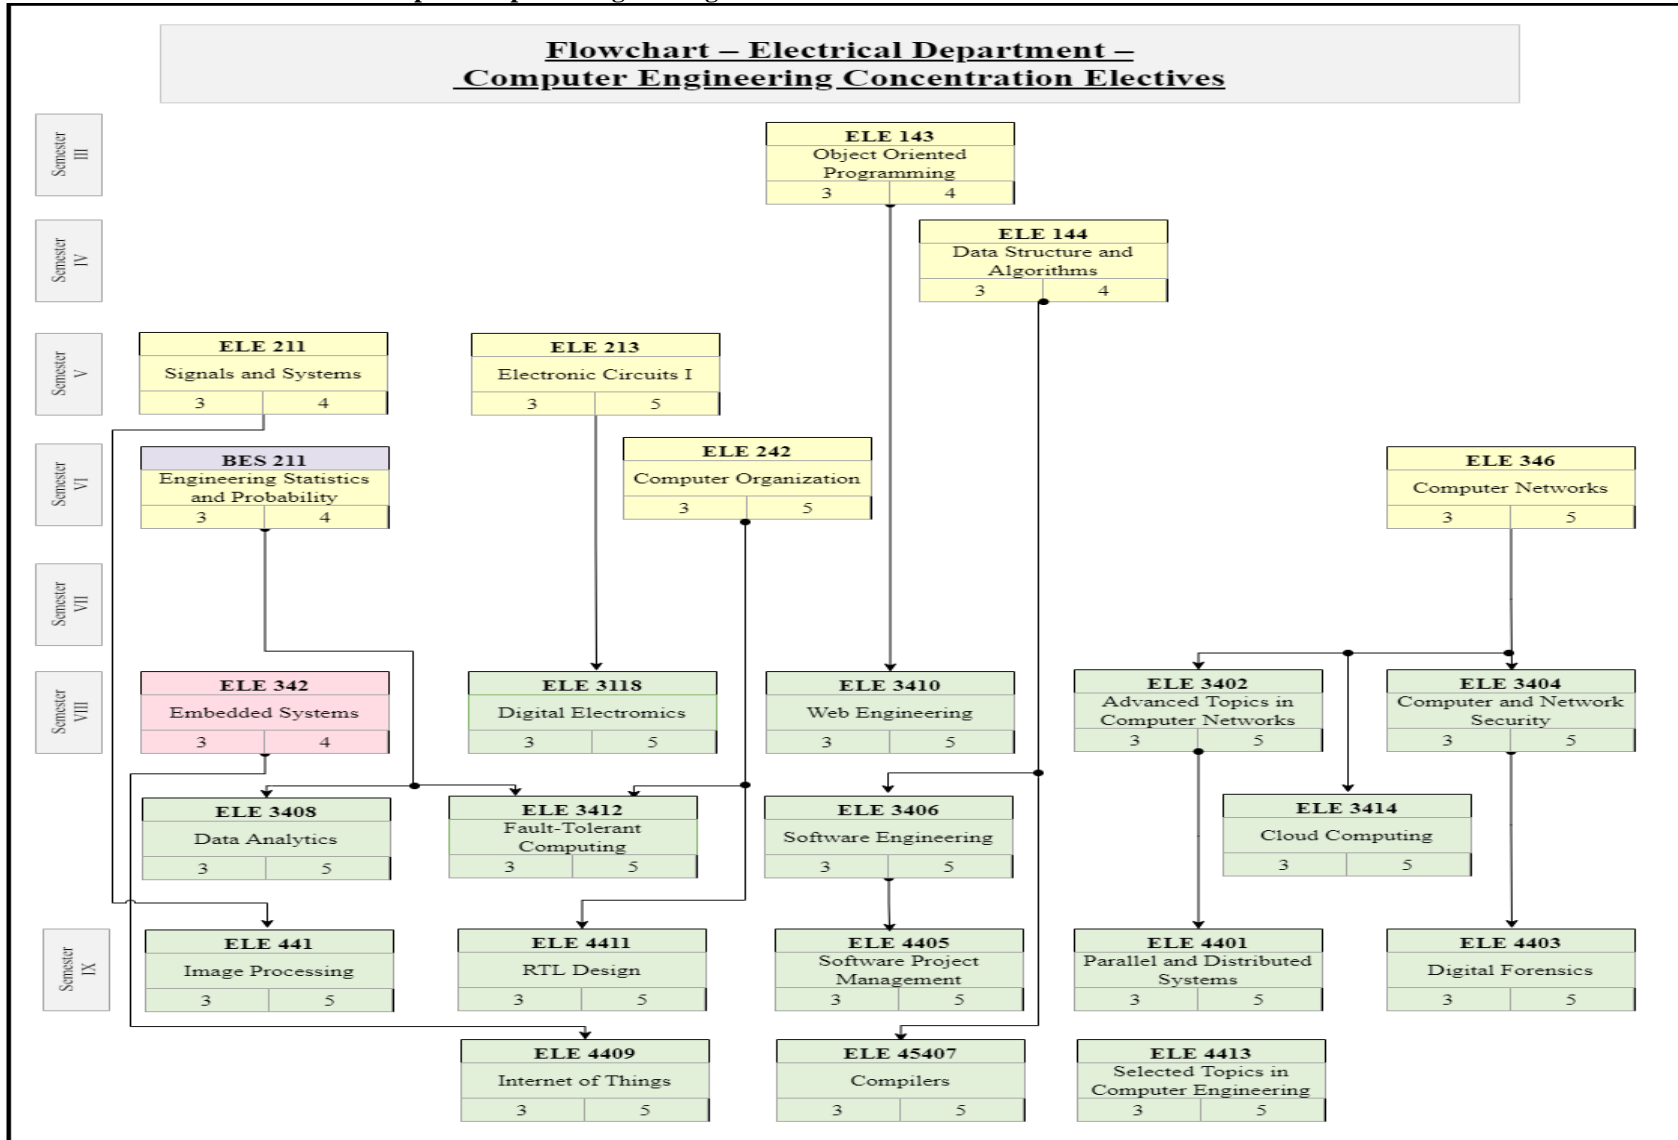 Flowchart – Electrical Department –
Computer Engineering Concentration Electives
Semester
III
ELE 143
Object Oriented
Programming
3 4
Semester
IV
ELE 144
Data Structure and
Algorithms
3 4
Semester
V
ELE 211
Signals and Systems
3 4
ELE 213
Electronic Circuits I
3 5
Semester
VI
BES 211
Engineering Statistics
and Probability
3 4
ELE 242
Computer Organization
3 5
ELE 346
Computer Networks
3 5
Semester
VII
Semester
VIII
ELE 342
Embedded Systems
3 4
ELE 3118
Digital Electromics
3 5
ELE 3410
Web Engineering
3 5
ELE 3402
Advanced Topics in
Computer Networks
3 5
ELE 3404
Computer and Network
Security
3 5
ELE 3408
Data Analytics
3 5
ELE 3412
Fault-Tolerant
Computing
3 5
ELE 3406
Software Engineering
3 5
ELE 3414
Cloud Computing
3 5
Semester
IX
ELE 441
Image Processing
3 5
ELE 4411
RTL Design
3 5
ELE 4405
Software Project
Management
3 5
ELE 4401
Parallel and Distributed
Systems
3 5
ELE 4403
Digital Forensics
3 5
ELE 4409
Internet of Things
3 5
ELE 45407
Compilers
3 5
ELE 4413
Selected Topics in
Computer Engineering
3 5